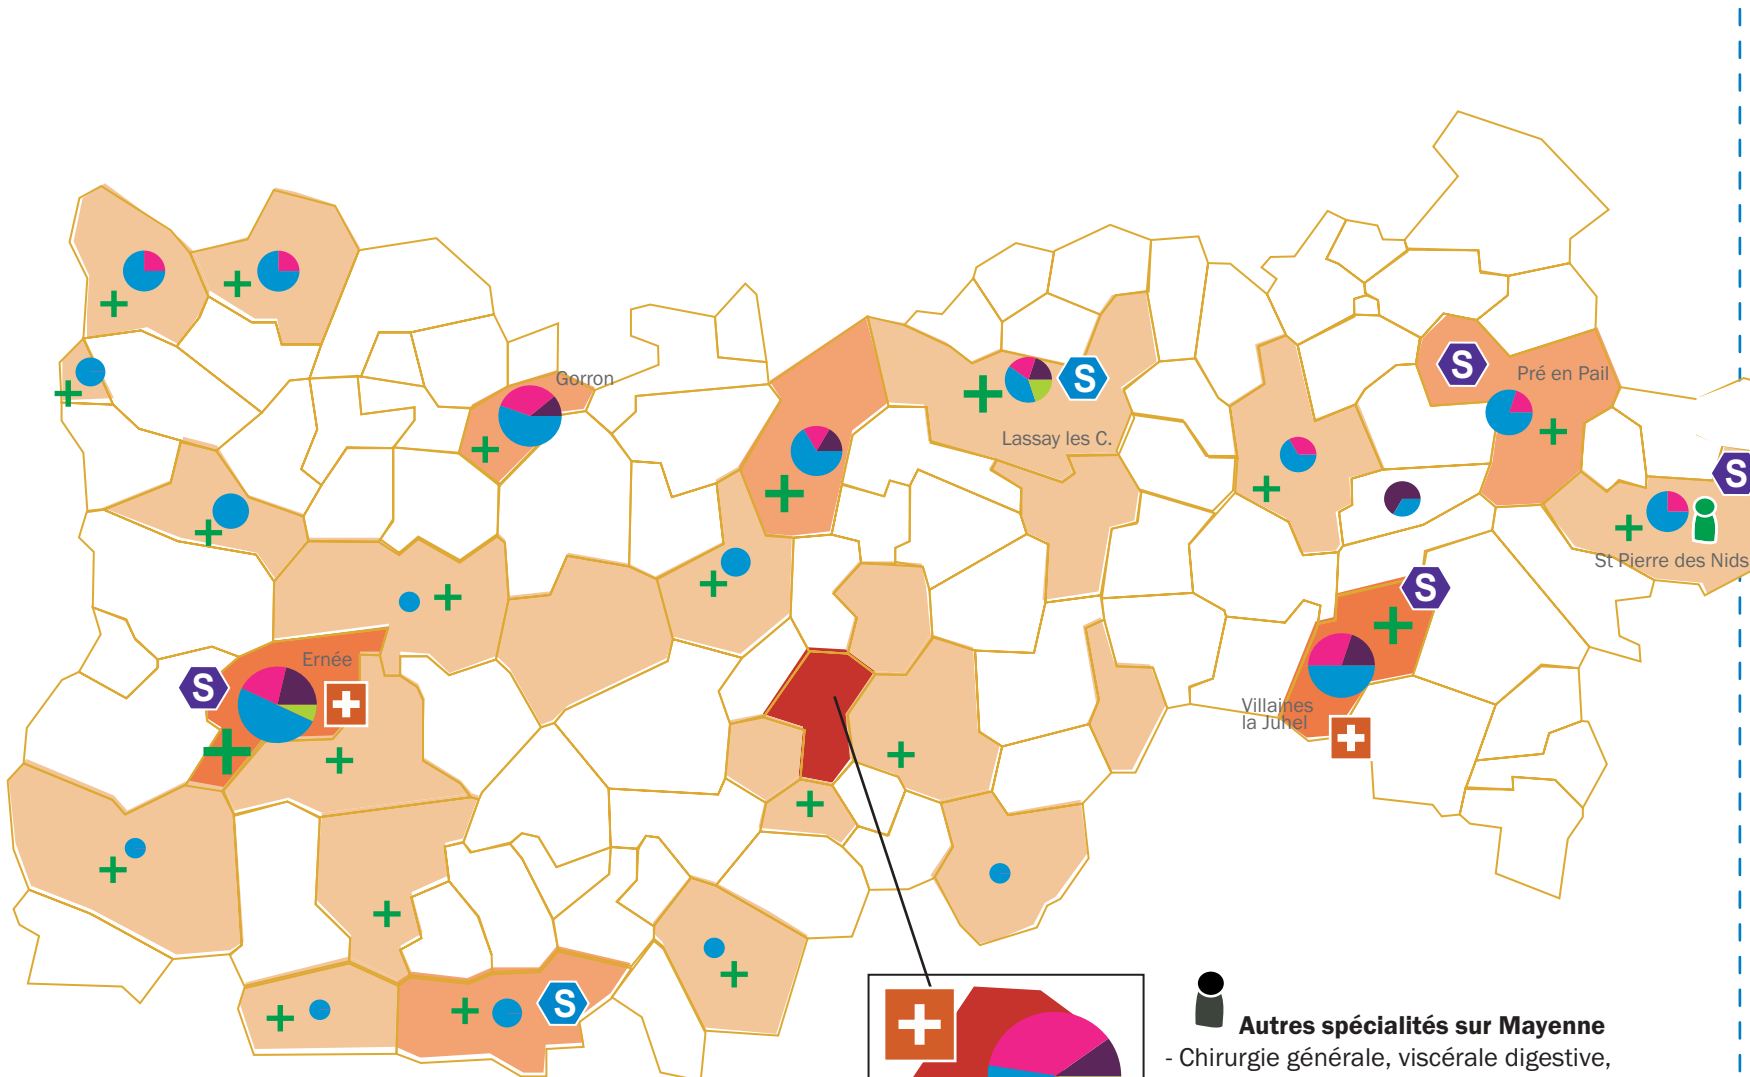 Gorron
Pré en Pail
Lassay les C.
S
S
S
St Pierre des Nids
S
Ernée
S
Villaines
la Juhel
S
Autres spécialités sur Mayenne
- Chirurgie générale, viscérale digestive,